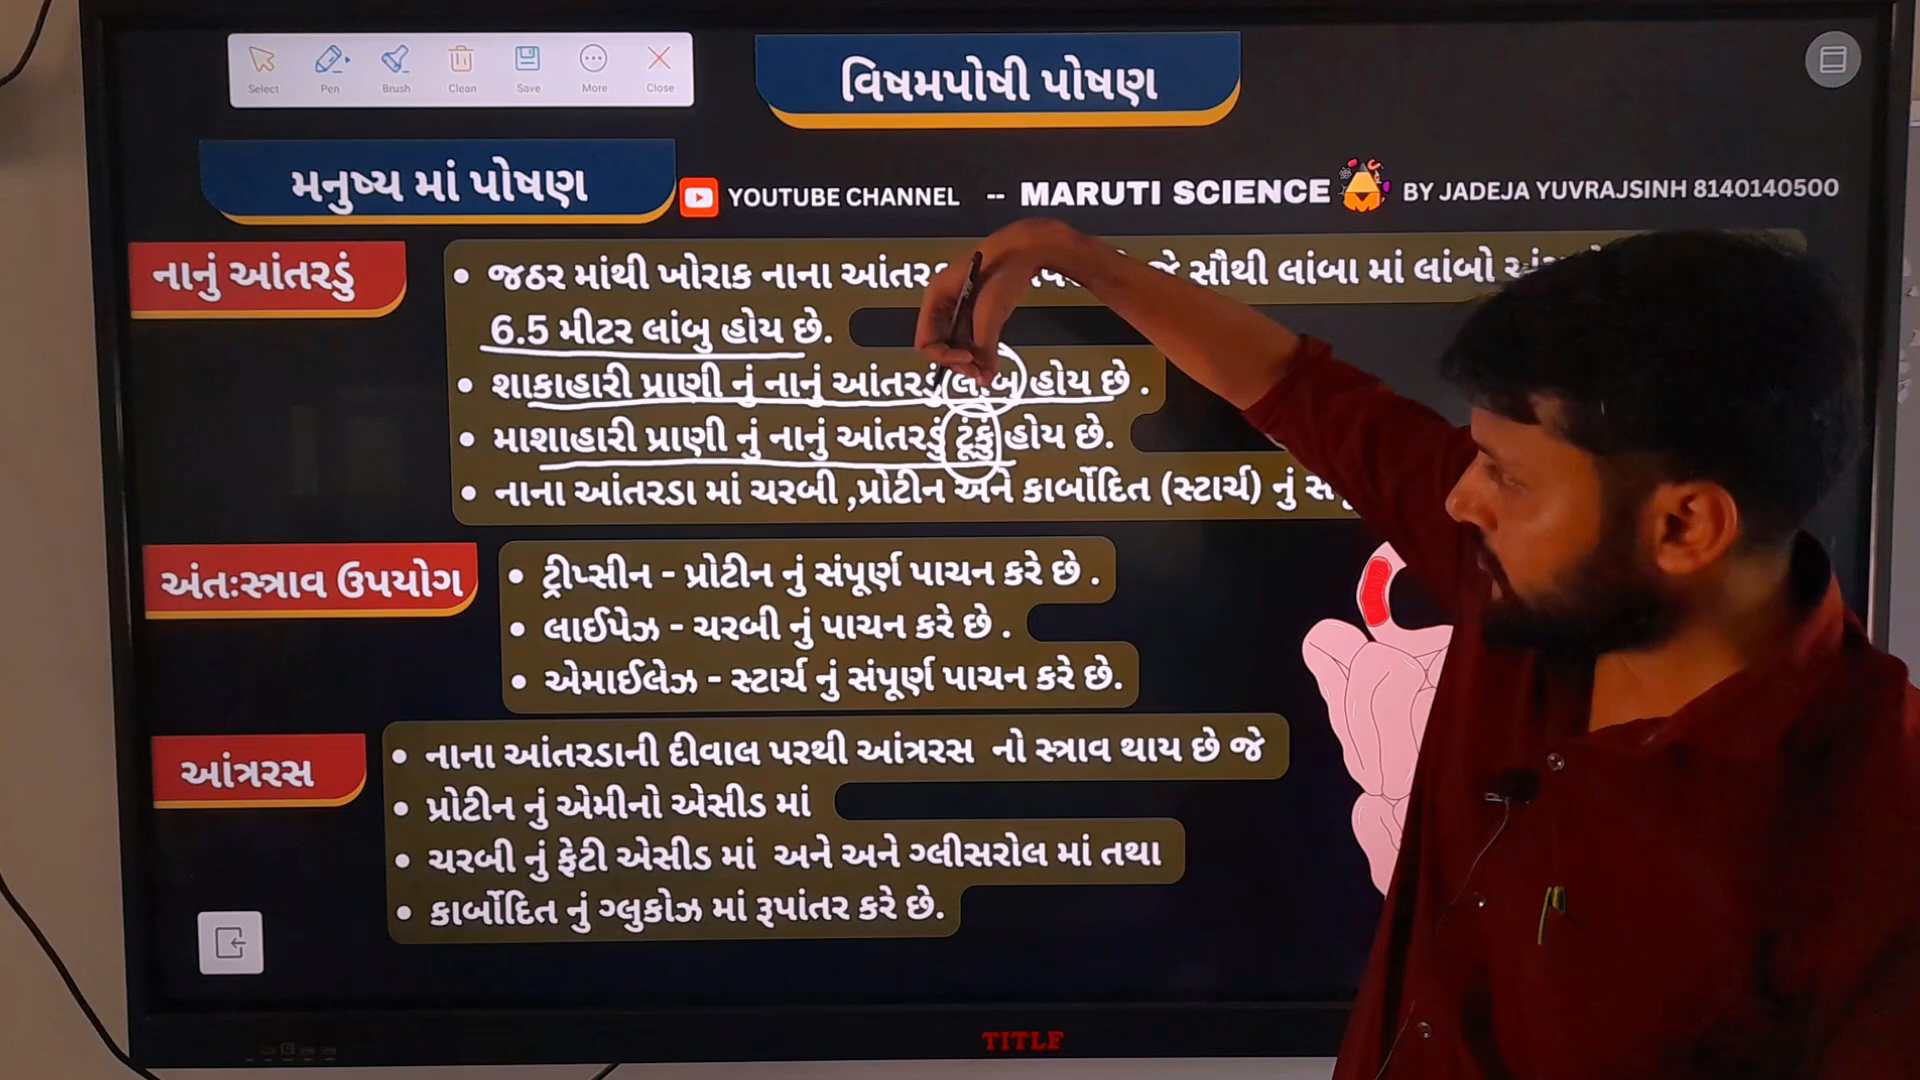 Select Pen Brush Clean Save More Close
વિષમપોષી પોષણ
મનુષ્ય માં પોષણ
YOUTUBE CHANNEL -- MARUTI SCIENCE BY JADEJA YUVRAJSINH 8140140500
નાનું આંતરડું
• જઠર માંથી ખોરાક નાના સૌથી લાંબા માં લાંબો
6.5 મીટર લાંબુ હોય છે.
• શાકાહારી પ્રાણી નું નાનું આંતરડું હોય છે .
• માશાહારી પ્રાણી નું નાનું આંતરડું ટૂંકું હોય છે.
• નાના આંતરડા માં ચરબી ,પ્રોટીન અને કાર્બોદિત (સ્ટાર્ચ) નું
અંતઃસ્ત્રાવ ઉપયોગ
• ટ્રીપ્સીન - પ્રોટીન નું સંપૂર્ણ પાચન કરે છે .
• લાઈપેઝ - ચરબી નું પાચન કરે છે .
• એમાઈલેઝ - સ્ટાર્ચ નું સંપૂર્ણ પાચન કરે છે.
આંત્રરસ
• નાના આંતરડાની દીવાલ પરથી આંત્રરસ નો સ્ત્રાવ થાય છે જે
• પ્રોટીન નું એમીનો એસીડ માં
• ચરબી નું ફેટી એસીડ માં અને અને ગ્લીસરોલ માં તથા
• કાર્બોદિત નું ગ્લુકોઝ માં રૂપાંતર કરે છે.
TITLE